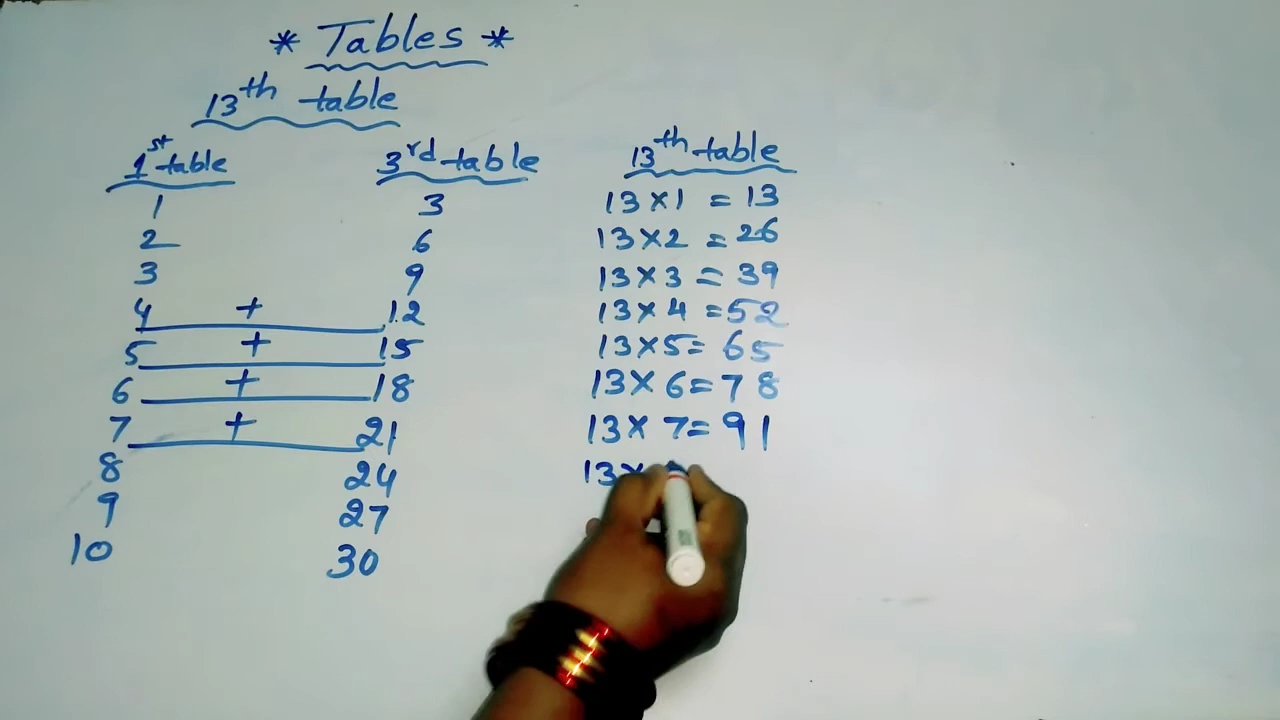 * Tables *
13th table
1st table
1
2
3
4 +
5 +
6 +
7 +
8
9
10
3rd table
3
6
9
12
15
18
21
24
27
30
13th table
13×1 = 13
13×2 = 26
13×3 = 39
13×4 = 52
13×5= 65
13×6=78
13×7=91
13×